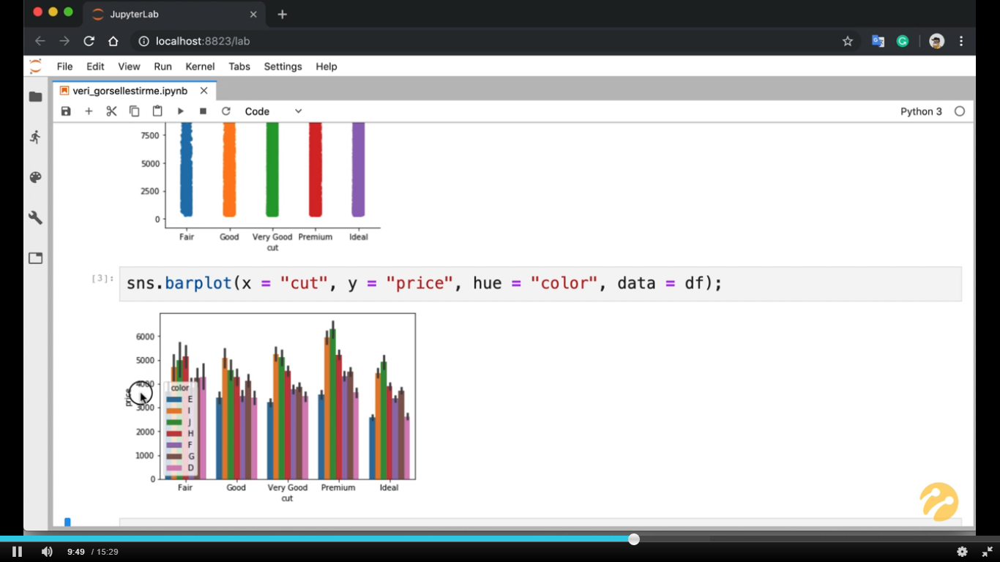 JupyterLab
localhost:8823/lab
File Edit View Run Kernel Tabs Settings Help
veri_gorsellestirme.ipynb
Code
Python 3
7500
5000
2500
0
Fair Good Very Good Premium Ideal
cut
[3]: sns.barplot(x = "cut", y = "price", hue = "color", data = df);
6000
5000
4000
3000
2000
1000
0
price
color
E
I
J
H
F
G
D
Fair Good Very Good Premium Ideal
cut
9:49 / 15:29